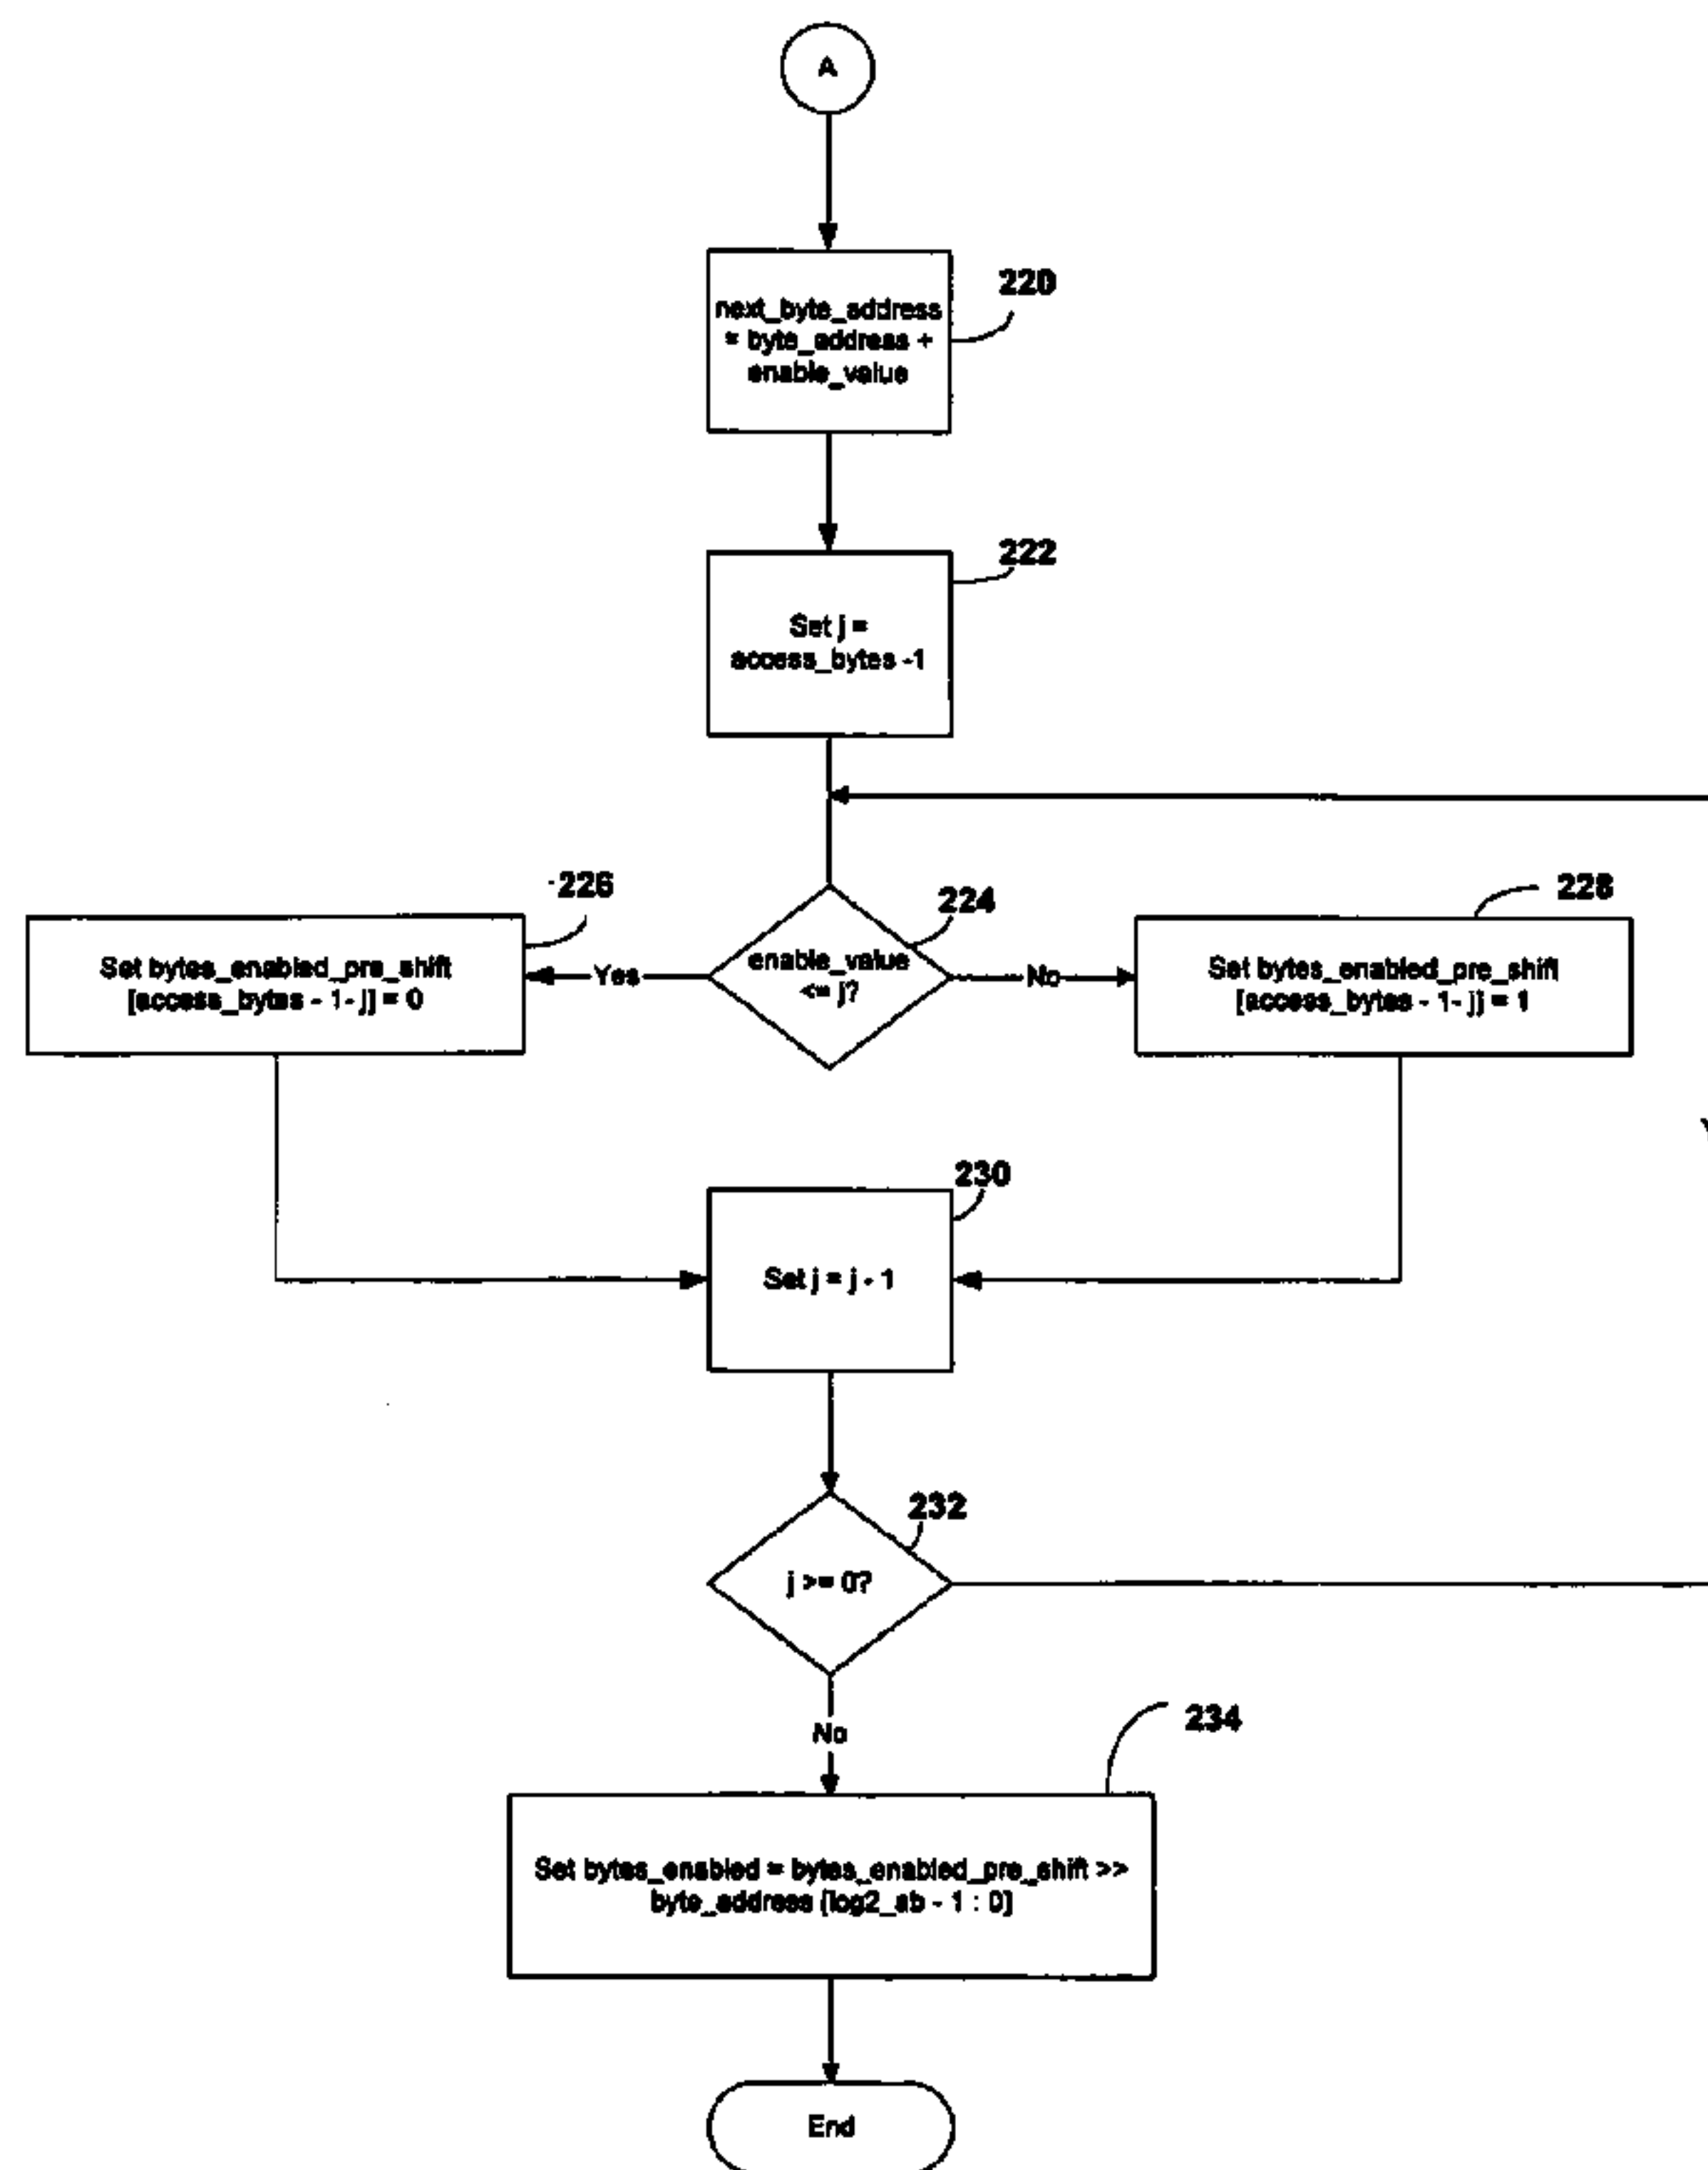 A
next_byte_address
= byte_address +
enable_value
220
Set j =
access_bytes -1
222
226
224
228
Set bytes_enabled_pre_shift
[access_bytes - 1- j] = 0
Yes
enable_value
<= j?
No
Set bytes_enabled_pre_shift
[access_bytes - 1- j] = 1
230
Set j = j - 1
232
j >= 0?
No
234
Set bytes_enabled = bytes_enabled_pre_shift >>
byte_address [log2_ab - 1 : 0]
End